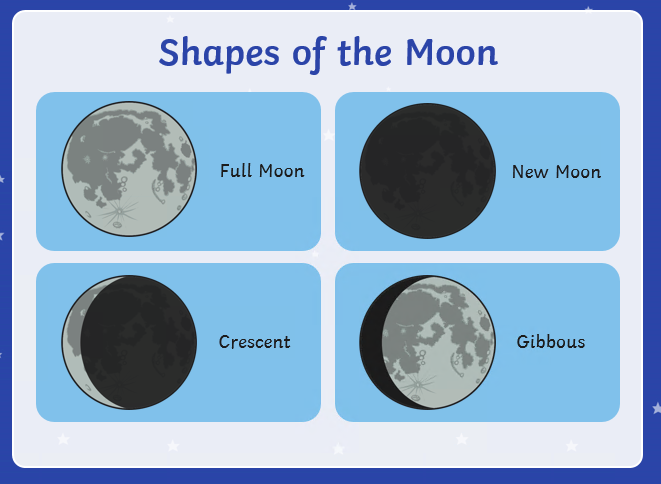 Shapes of the Moon
Full Moon
New Moon
Crescent
Gibbous